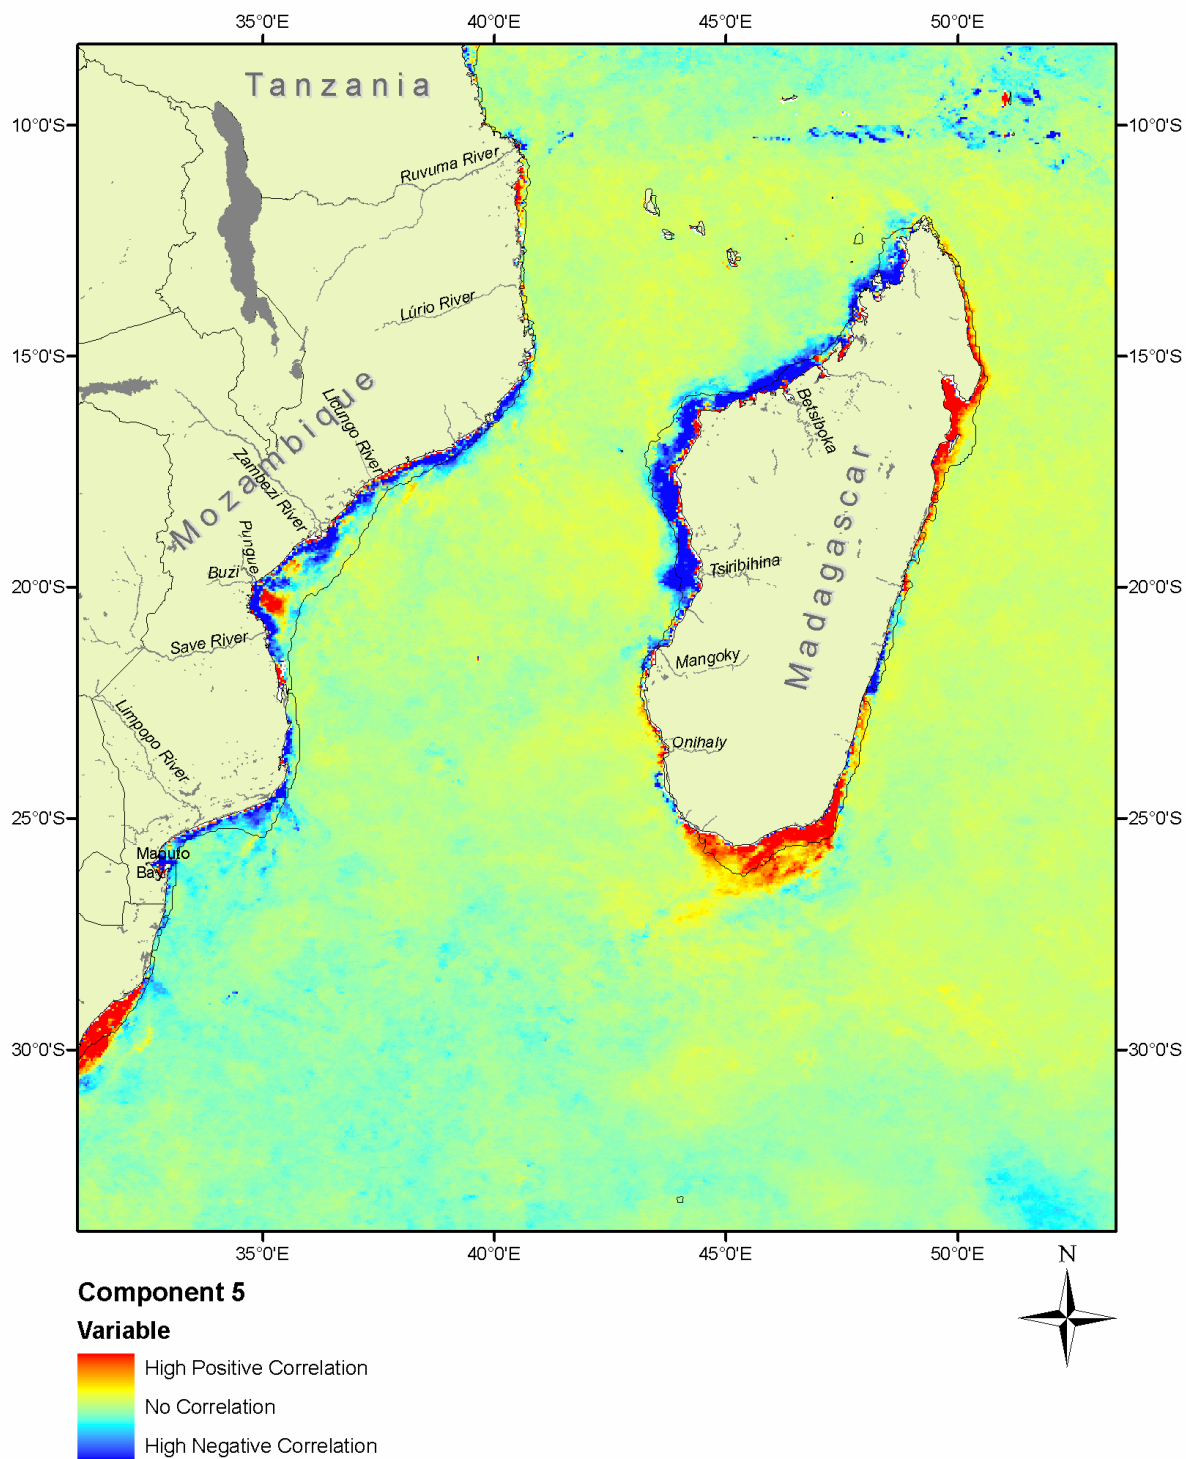 35°0'E 40°0'E 45°0'E 50°0'E
Tanzania
10°0'S 10°0'S
Ruvuma River
Lúrio River
15°0'S 15°0'S
Mozambique
Licungo River
Betsiboka
Zambezi River
Madagascar
Pungue
Buzi
Tsiribihina
20°0'S 20°0'S
Save River
Mangoky
Limpopo River
Onihaly
25°0'S 25°0'S
Maputo
Bay
30°0'S 30°0'S
35°0'E 40°0'E 45°0'E 50°0'E
N
Component 5
Variable
High Positive Correlation
No Correlation
High Negative Correlation